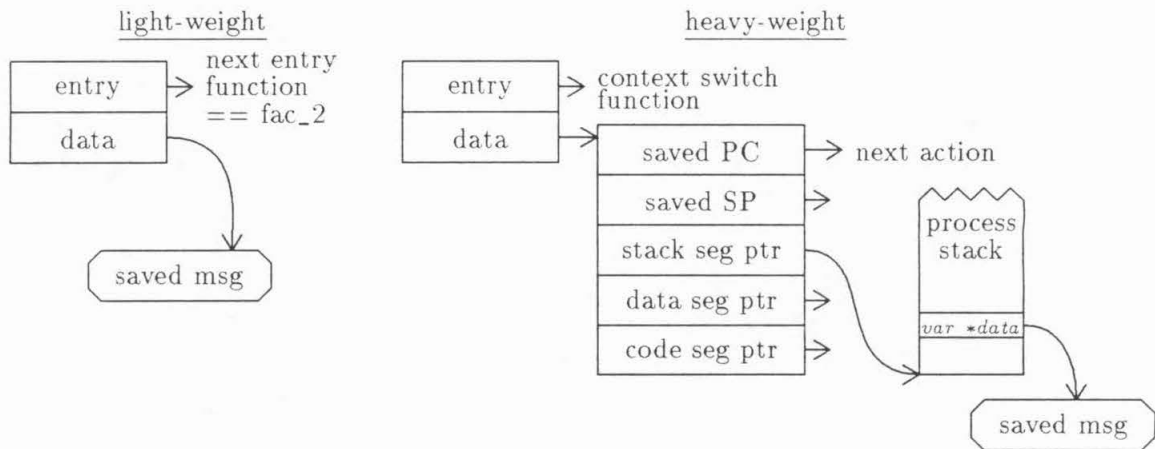 light-weight
entry
data
next entry
function
== fac_2
saved msg
heavy-weight
entry
data
context switch
function
saved PC
saved SP
stack seg ptr
data seg ptr
code seg ptr
next action
process
stack
var *data
saved msg